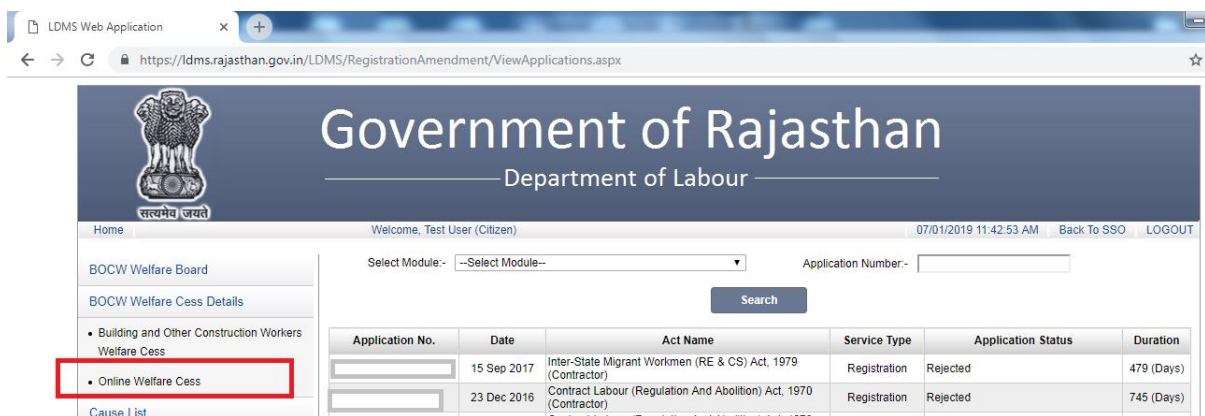 LDMS Web Application
https://ldms.rajasthan.gov.in/LDMS/RegistrationAmendment/ViewApplications.aspx
Government of Rajasthan
Department of Labour
सत्यमेव जयते
Home Welcome, Test User (Citizen) 07/01/2019 11:42:53 AM Back To SSO LOGOUT
BOCW Welfare Board
BOCW Welfare Cess Details
• Building and Other Construction Workers
Welfare Cess
• Online Welfare Cess
Cause List
Select Module:- --Select Module-- Application Number:-
Search
Application No. Date Act Name Service Type Application Status Duration
15 Sep 2017 Inter-State Migrant Workmen (RE & CS) Act, 1979
(Contractor) Registration Rejected 479 (Days)
23 Dec 2016 Contract Labour (Regulation And Abolition) Act, 1970
(Contractor) Registration Rejected 745 (Days)